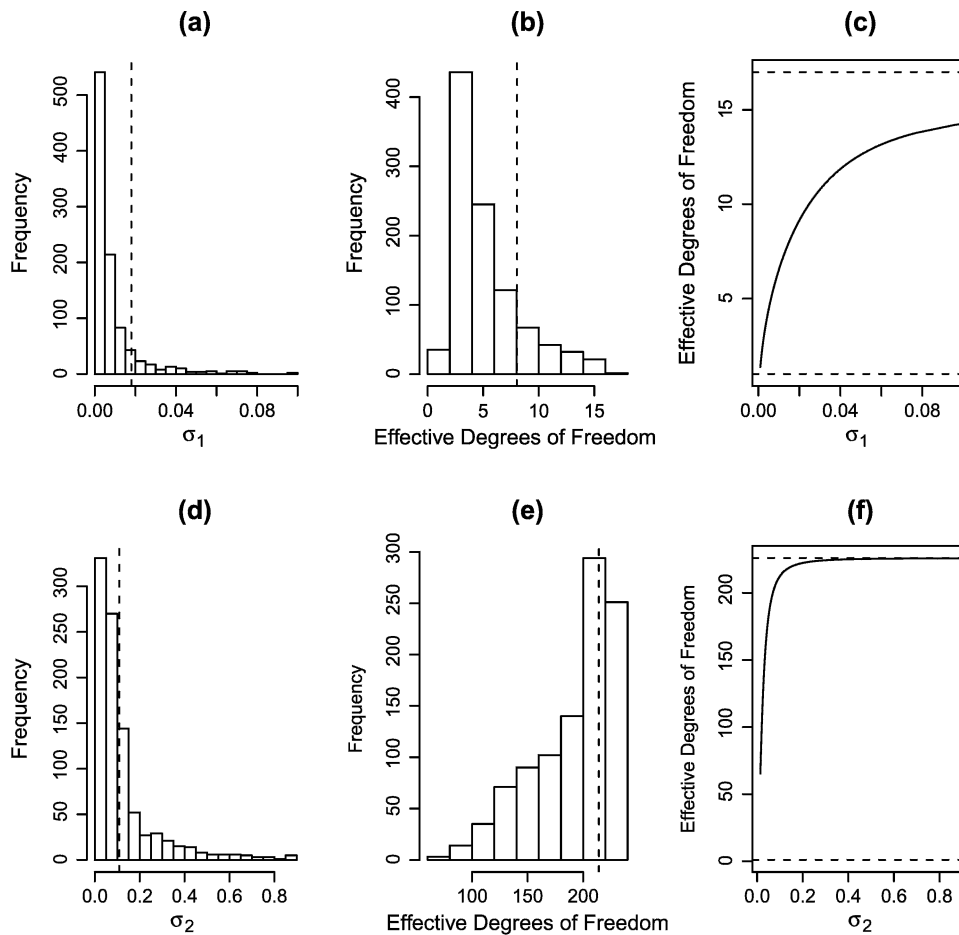 (a)
Frequency
0 100 200 300 400 500
0.00 0.04 0.08
σ1
(b)
Frequency
0 100 200 300 400
0 5 10 15
Effective Degrees of Freedom
(c)
Effective Degrees of Freedom
5 10 15
0.00 0.04 0.08
σ1
(d)
Frequency
0 50 100 150 200 250 300
0.0 0.2 0.4 0.6 0.8
σ2
(e)
Frequency
0 50 100 150 200 250 300
100 150 200
Effective Degrees of Freedom
(f)
Effective Degrees of Freedom
0 50 100 150 200
0.0 0.2 0.4 0.6 0.8
σ2